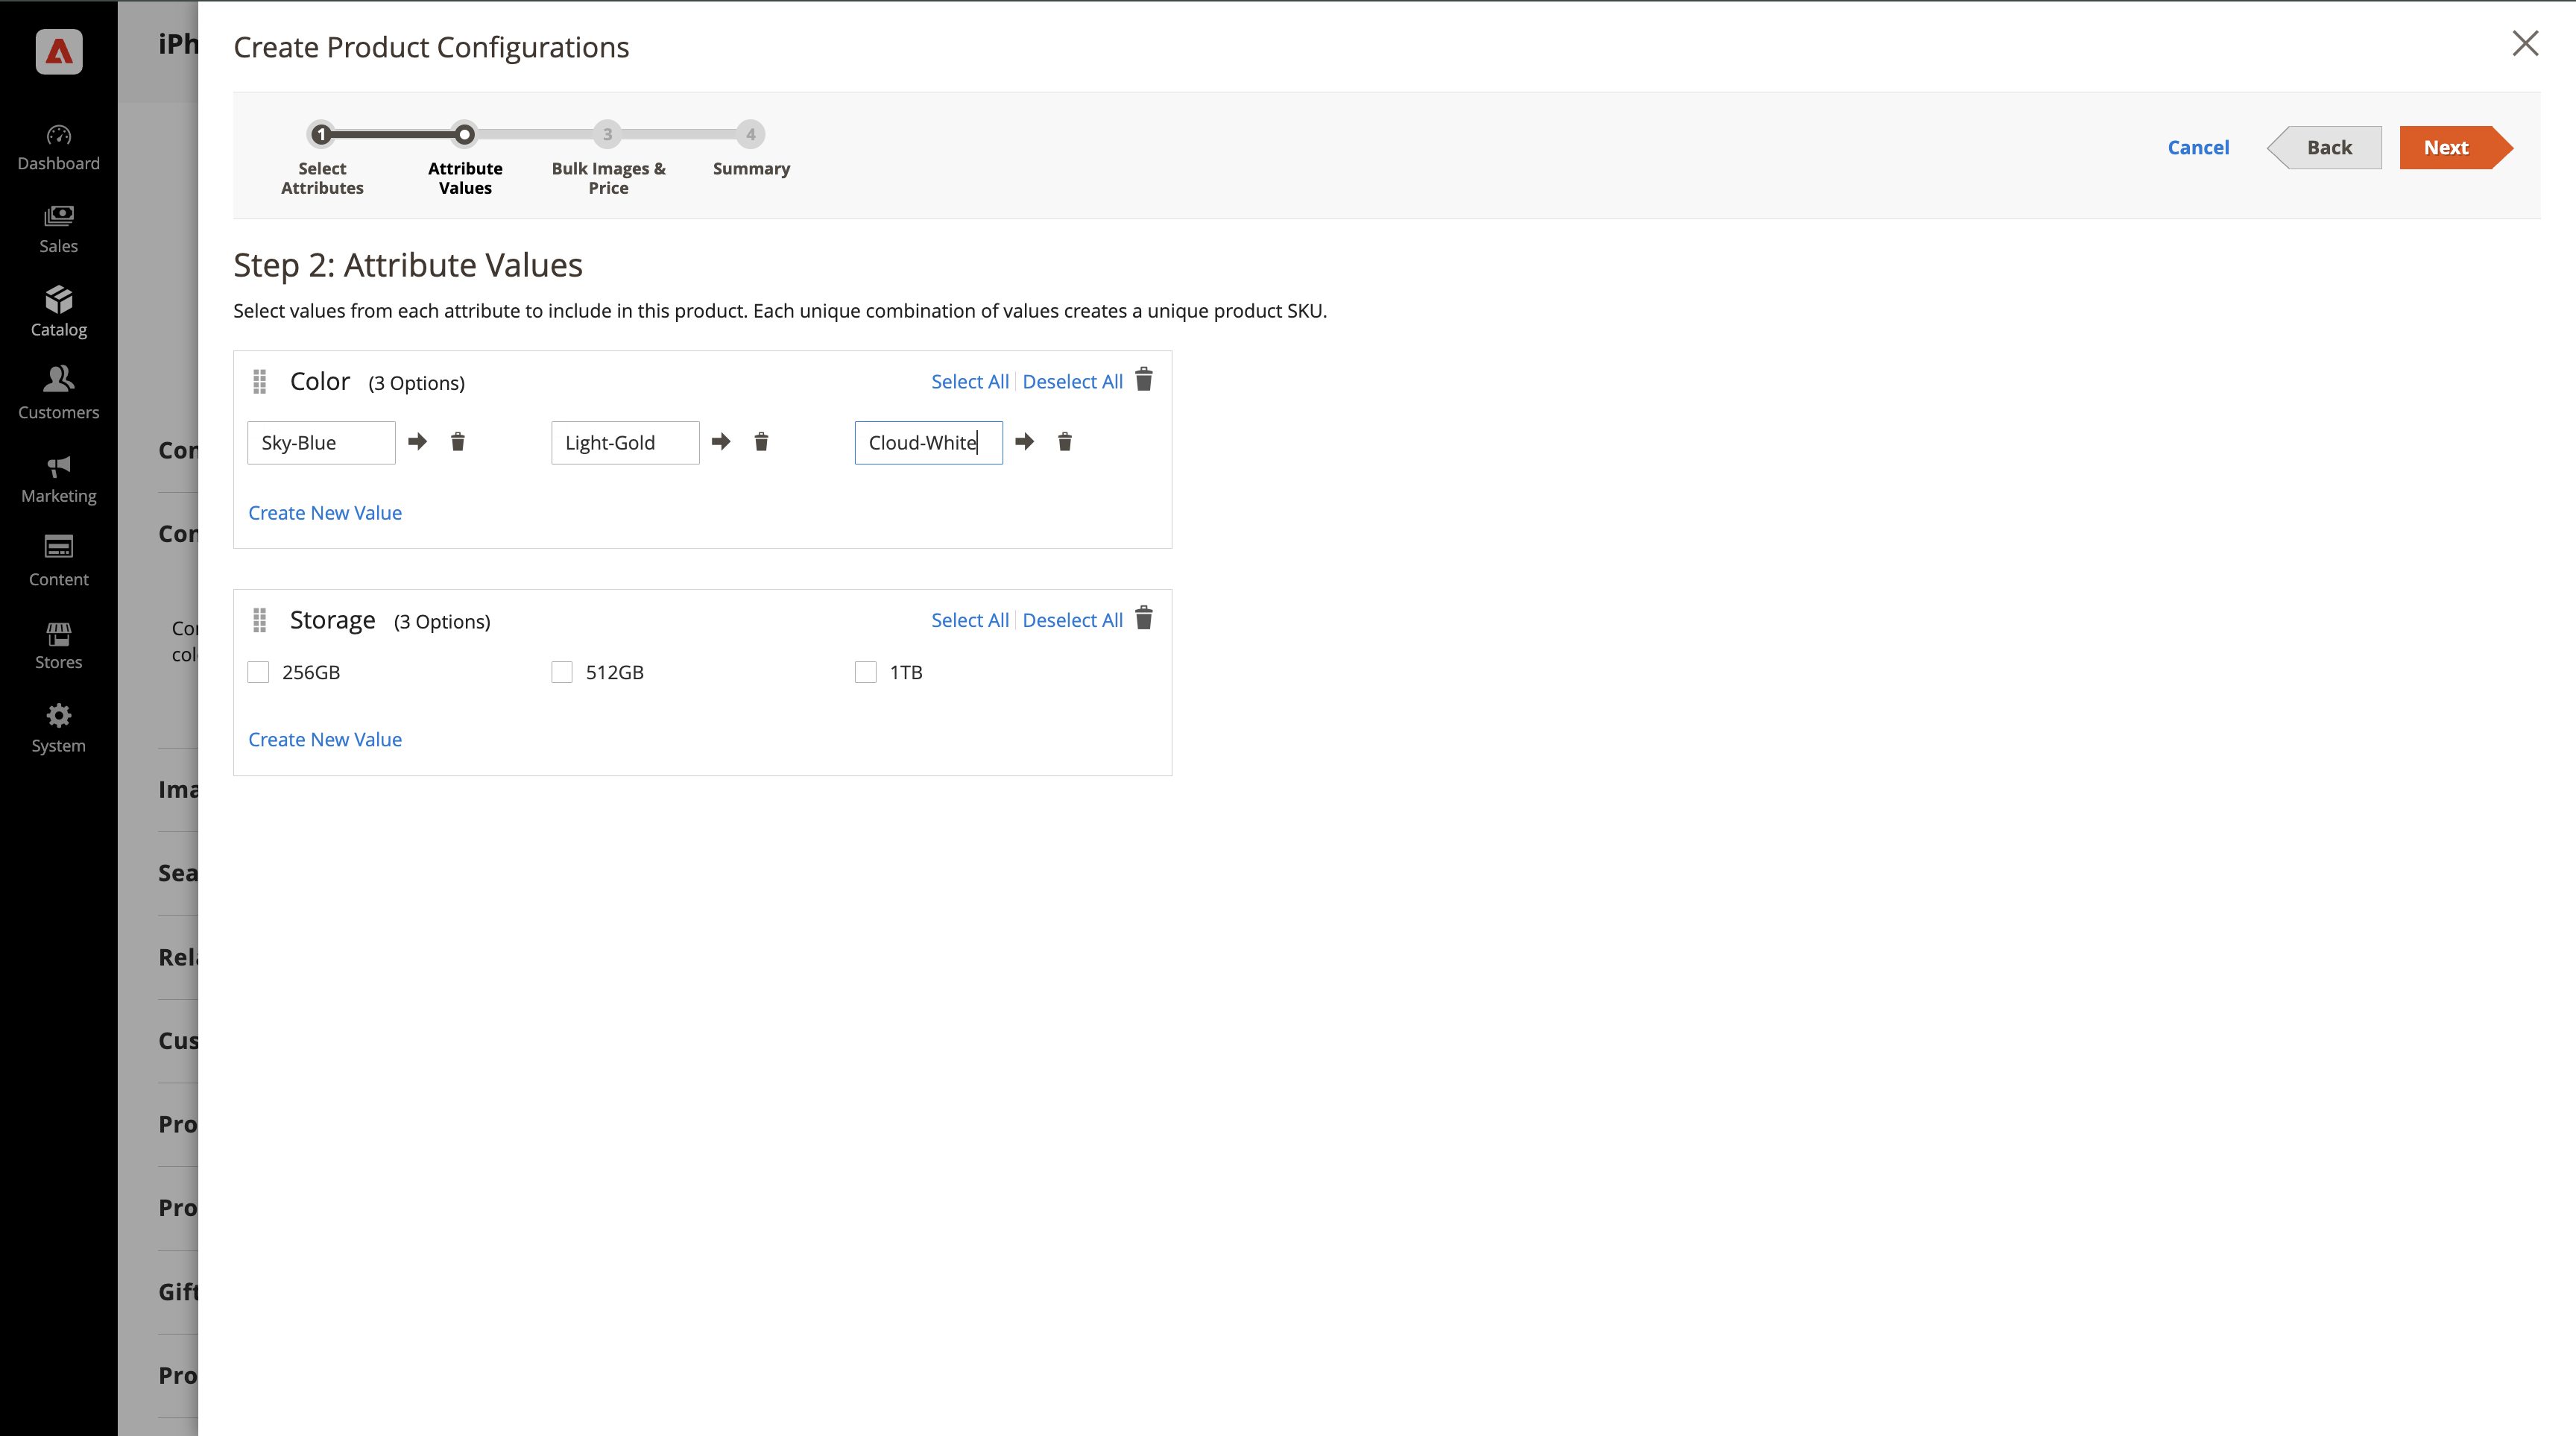 iPh
Create Product Configurations
1
3
4
Select
Attributes
Attribute
Values
Bulk Images &
Price
Summary
Cancel
Back
Next
Dashboard
Sales
Catalog
Customers
Marketing
Content
Stores
System
Step 2: Attribute Values
Select values from each attribute to include in this product. Each unique combination of values creates a unique product SKU.
Color (3 Options)
Select All
Deselect All
Sky-Blue
Light-Gold
Cloud-White
Create New Value
Storage (3 Options)
Select All
Deselect All
256GB
512GB
1TB
Create New Value
Con
Con
Col
Ima
Sea
Rela
Cus
Pro
Pro
Gift
Pro